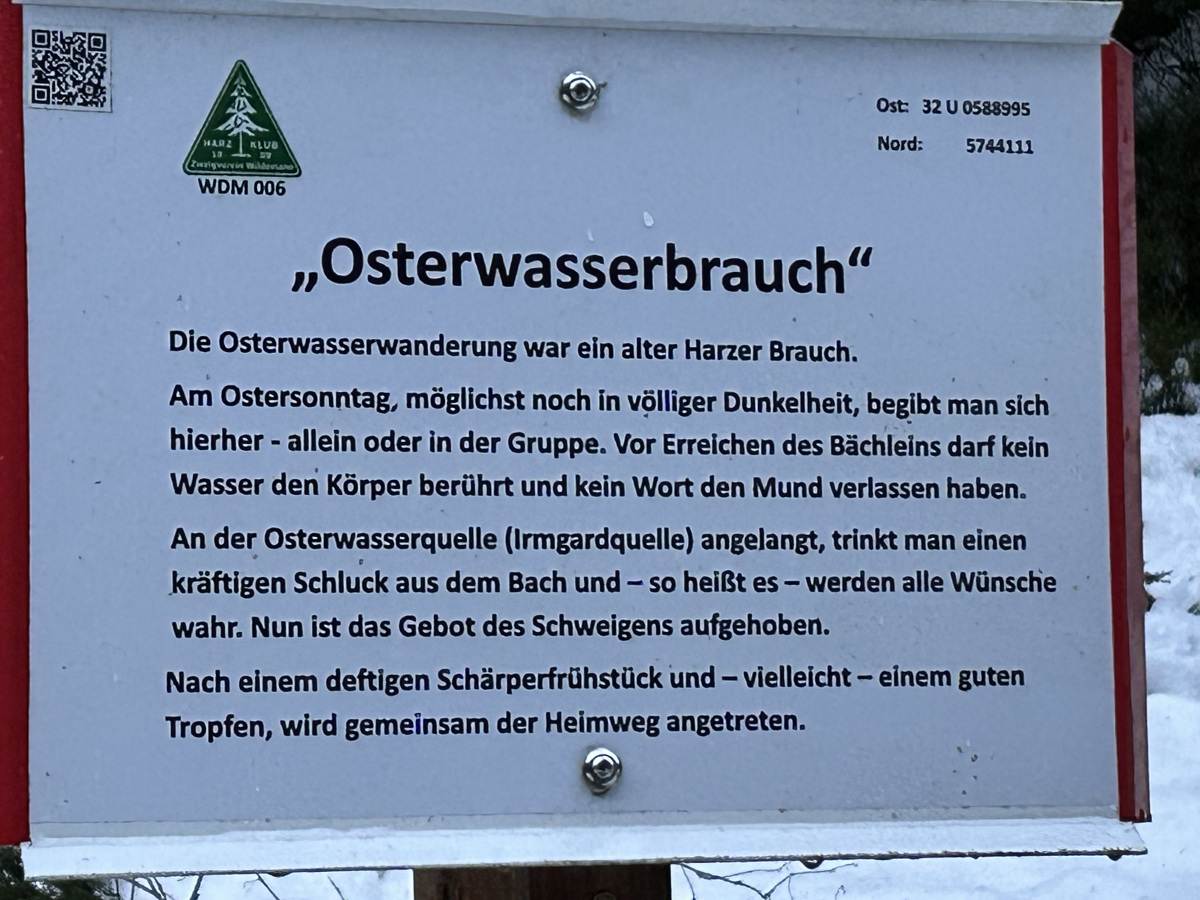 HARZ KLUB
Zweigverein Wildemann
WDM 006
Ost: 32 U 0588995
Nord: 5744111
„Osterwasserbrauch“
Die Osterwasserwanderung war ein alter Harzer Brauch.
Am Ostersonntag, möglichst noch in völliger Dunkelheit, begibt man sich
hierher - allein oder in der Gruppe. Vor Erreichen des Bächleins darf kein
Wasser den Körper berührt und kein Wort den Mund verlassen haben.
An der Osterwasserquelle (Irmgardquelle) angelangt, trinkt man einen
kräftigen Schluck aus dem Bach und – so heißt es – werden alle Wünsche
wahr. Nun ist das Gebot des Schweigens aufgehoben.
Nach einem deftigen Schärperfrühstück und – vielleicht – einem guten
Tropfen, wird gemeinsam der Heimweg angetreten.